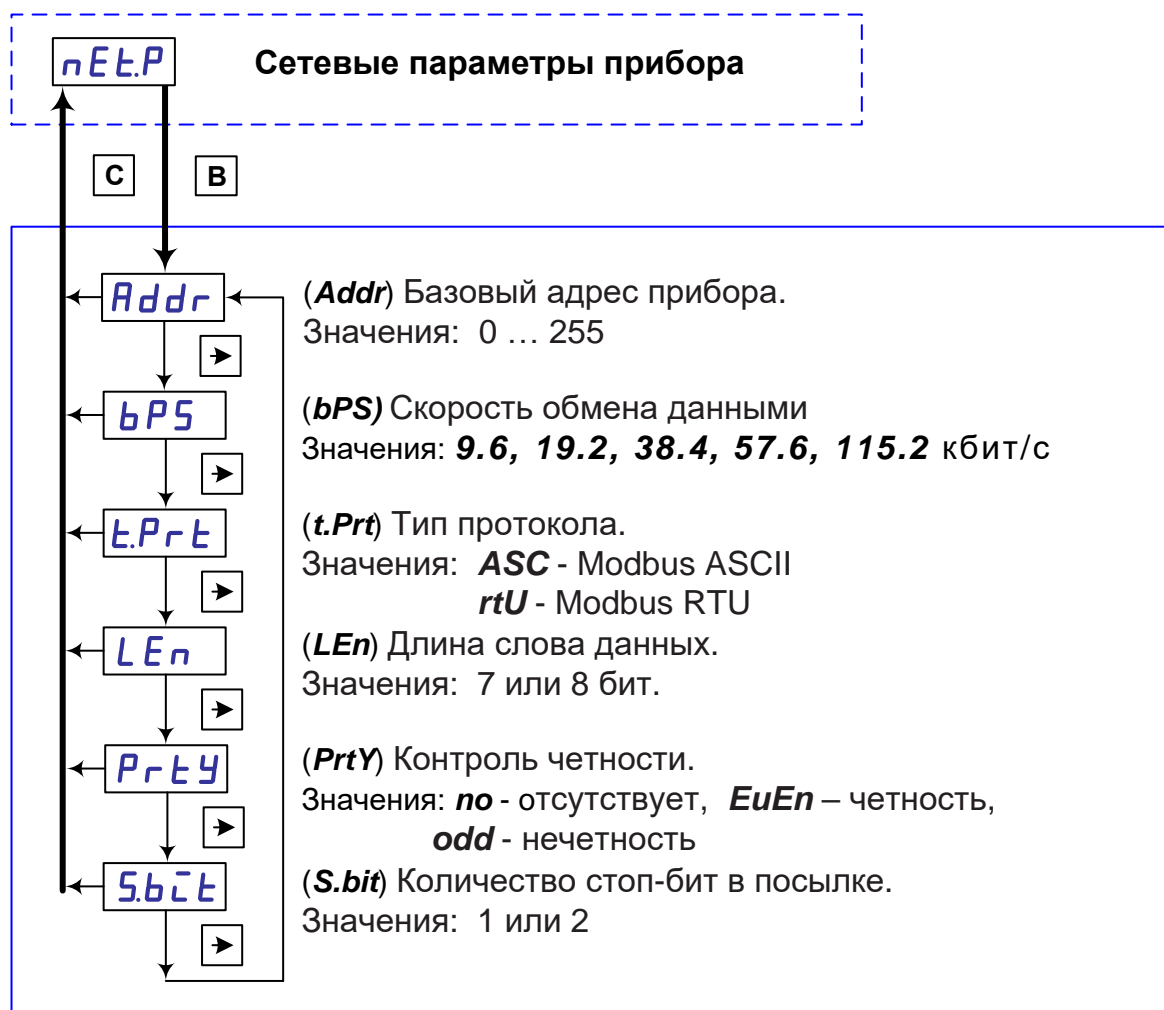 nEt.P Сетевые параметры прибора
C B
Addr (Addr) Базовый адрес прибора.
Значения: 0 … 255
bPS (bPS) Скорость обмена данными
Значения: 9.6, 19.2, 38.4, 57.6, 115.2 кбит/с
t.Prt (t.Prt) Тип протокола.
Значения: ASC - Modbus ASCII
rtU - Modbus RTU
LEn (LEn) Длина слова данных.
Значения: 7 или 8 бит.
PrtY (PrtY) Контроль четности.
Значения: no - отсутствует, EuEn – четность,
odd - нечетность
S.bit (S.bit) Количество стоп-бит в посылке.
Значения: 1 или 2